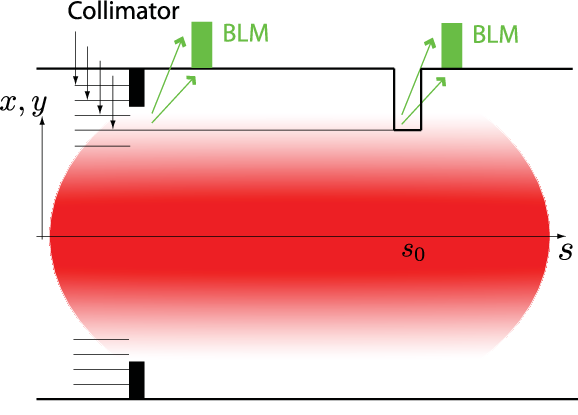 Collimator
BLM
BLM
x, y
s₀
s